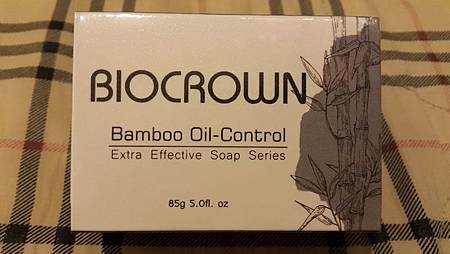 BIOCROWN
Bamboo Oil-Control
Extra Effective Soap Series
85g 5.0fl. oz